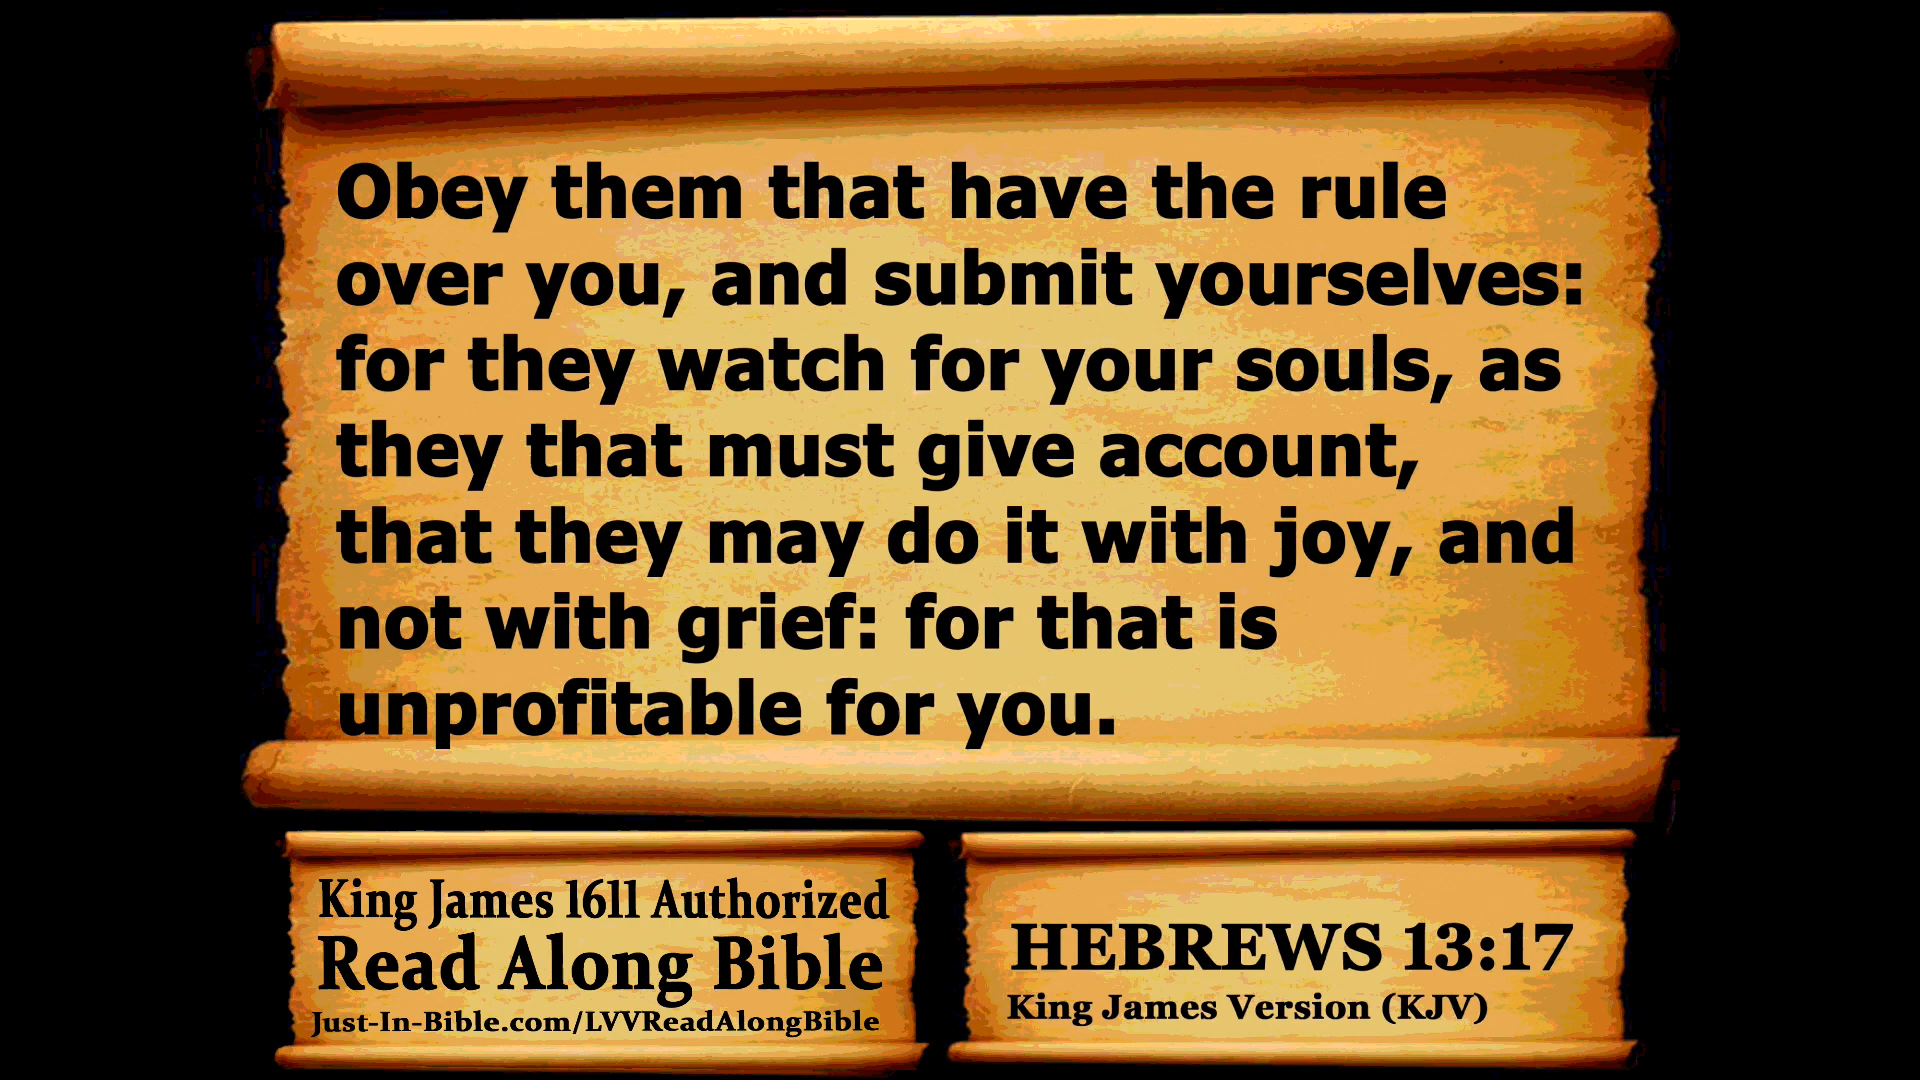 Obey them that have the rule
over you, and submit yourselves:
for they watch for your souls, as
they that must give account,
that they may do it with joy, and
not with grief: for that is
unprofitable for you.
King James 1611 Authorized
Read Along Bible
Just-In-Bible.com/LVVReadAlongBible
HEBREWS 13:17
King James Version (KJV)